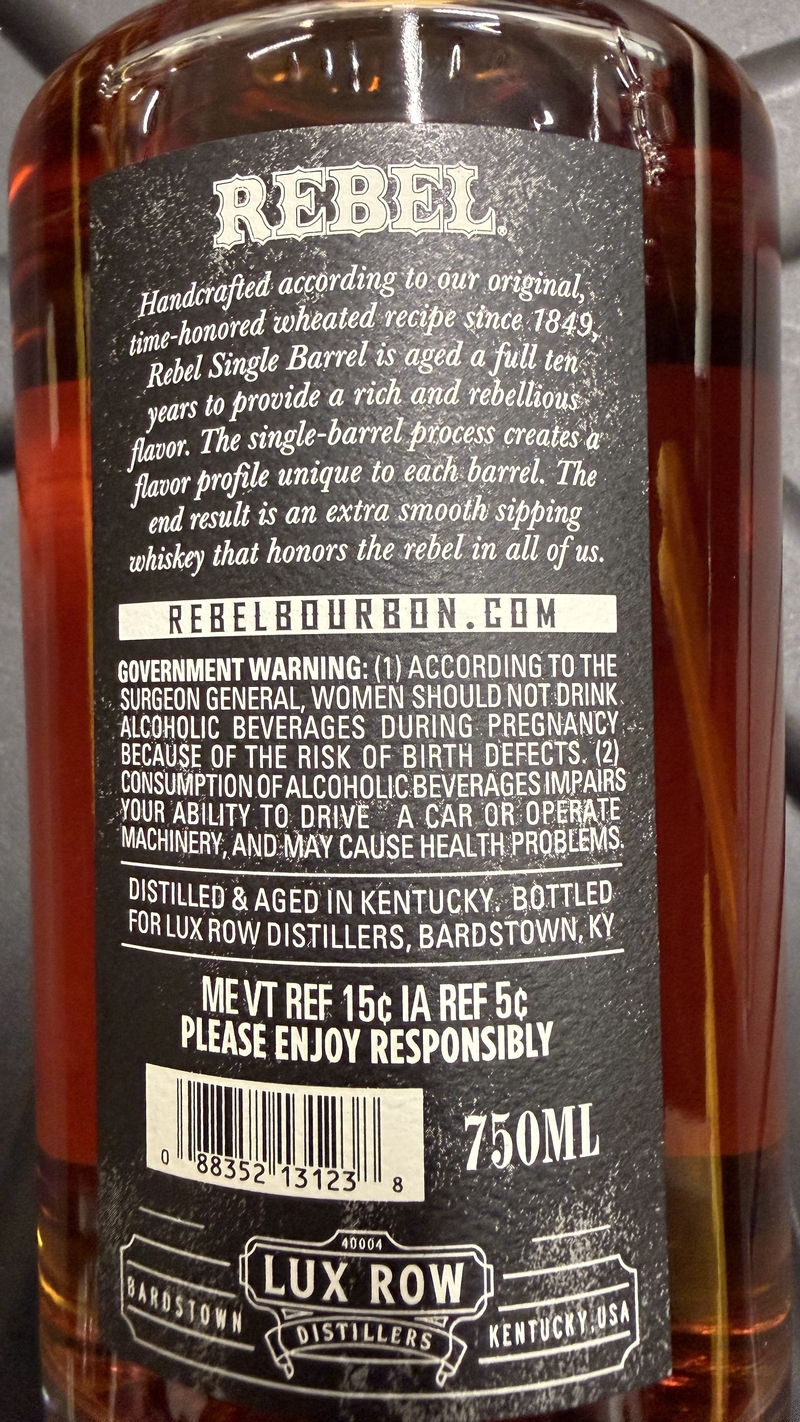 REBEL®
Handcrafted according to our original,
time-honored wheated recipe since 1849,
Rebel Single Barrel is aged a full ten
years to provide a rich and rebellious
flavor. The single-barrel process creates a
flavor profile unique to each barrel. The
end result is an extra smooth sipping
whiskey that honors the rebel in all of us.
REBELBOURBON.COM
GOVERNMENT WARNING: (1) ACCORDING TO THE
SURGEON GENERAL, WOMEN SHOULD NOT DRINK
ALCOHOLIC BEVERAGES DURING PREGNANCY
BECAUSE OF THE RISK OF BIRTH DEFECTS. (2)
CONSUMPTION OF ALCOHOLIC BEVERAGES IMPAIRS
YOUR ABILITY TO DRIVE A CAR OR OPERATE
MACHINERY, AND MAY CAUSE HEALTH PROBLEMS.
DISTILLED & AGED IN KENTUCKY. BOTTLED
FOR LUX ROW DISTILLERS, BARDSTOWN, KY
ME VT REF 15¢ IA REF 5¢
PLEASE ENJOY RESPONSIBLY
0 88352 13123 8
750ML
40004
LUX ROW
DISTILLERS
BARDSTOWN
KENTUCKY, USA